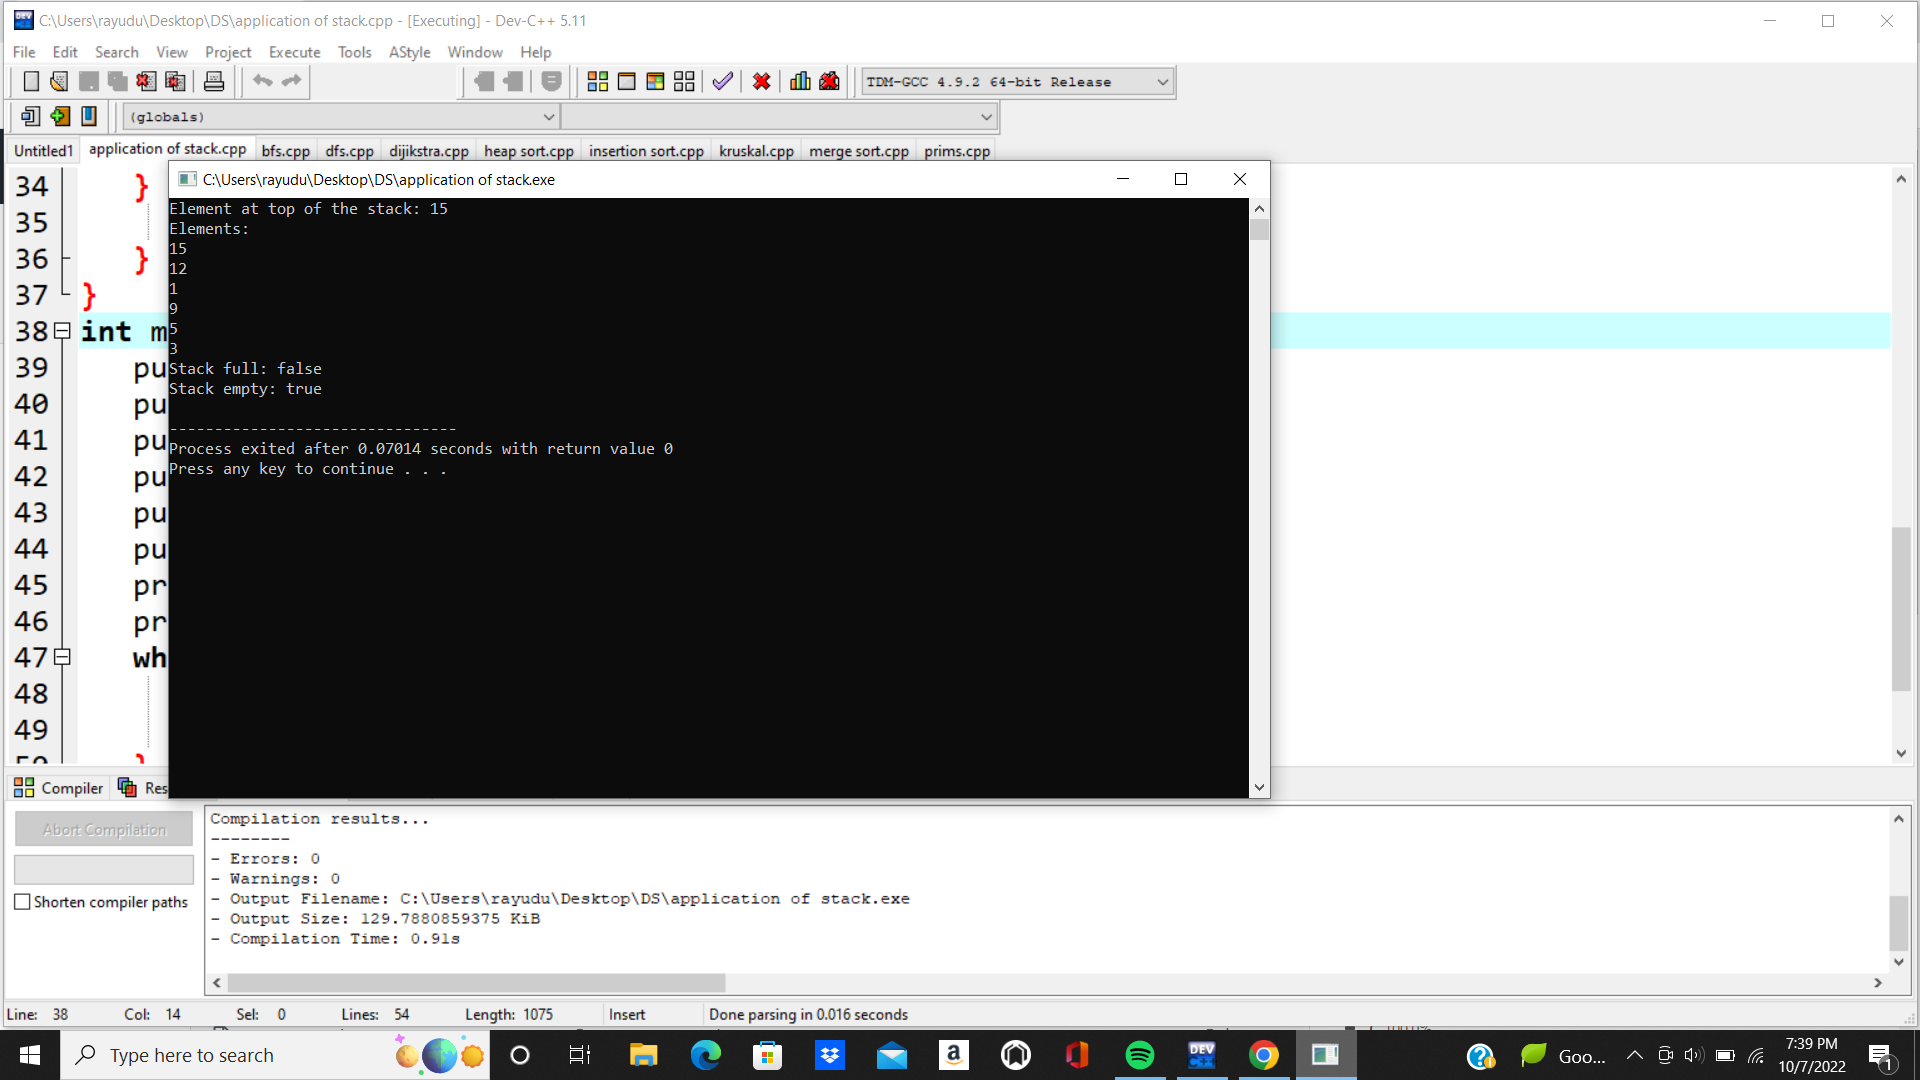 C:\Users\rayudu\Desktop\DS\application of stack.cpp - [Executing] - Dev-C++ 5.11
File Edit Search View Project Execute Tools AStyle Window Help
TDM-GCC 4.9.2 64-bit Release
(globals)
Untitled1 application of stack.cpp bfs.cpp dfs.cpp dijikstra.cpp heap sort.cpp insertion sort.cpp kruskal.cpp merge sort.cpp prims.cpp
C:\Users\rayudu\Desktop\DS\application of stack.exe
34 }
35
36 }
37 }
38 int m
39 pu
40 pu
41 pu
42 pu
43 pu
44 pu
45 pr
46 pr
47 wh
48
49
50 }
Element at top of the stack: 15
Elements:
15
12
1
9
5
3
Stack full: false
Stack empty: true
--------------------------------
Process exited after 0.07014 seconds with return value 0
Press any key to continue . . .
Compiler Res
Abort Compilation
Shorten compiler paths
Compilation results...
--------
- Errors: 0
- Warnings: 0
- Output Filename: C:\Users\rayudu\Desktop\DS\application of stack.exe
- Output Size: 129.7880859375 KiB
- Compilation Time: 0.91s
Line: 38 Col: 14 Sel: 0 Lines: 54 Length: 1075 Insert Done parsing in 0.016 seconds
Type here to search
Goo...
7:39 PM
10/7/2022
1